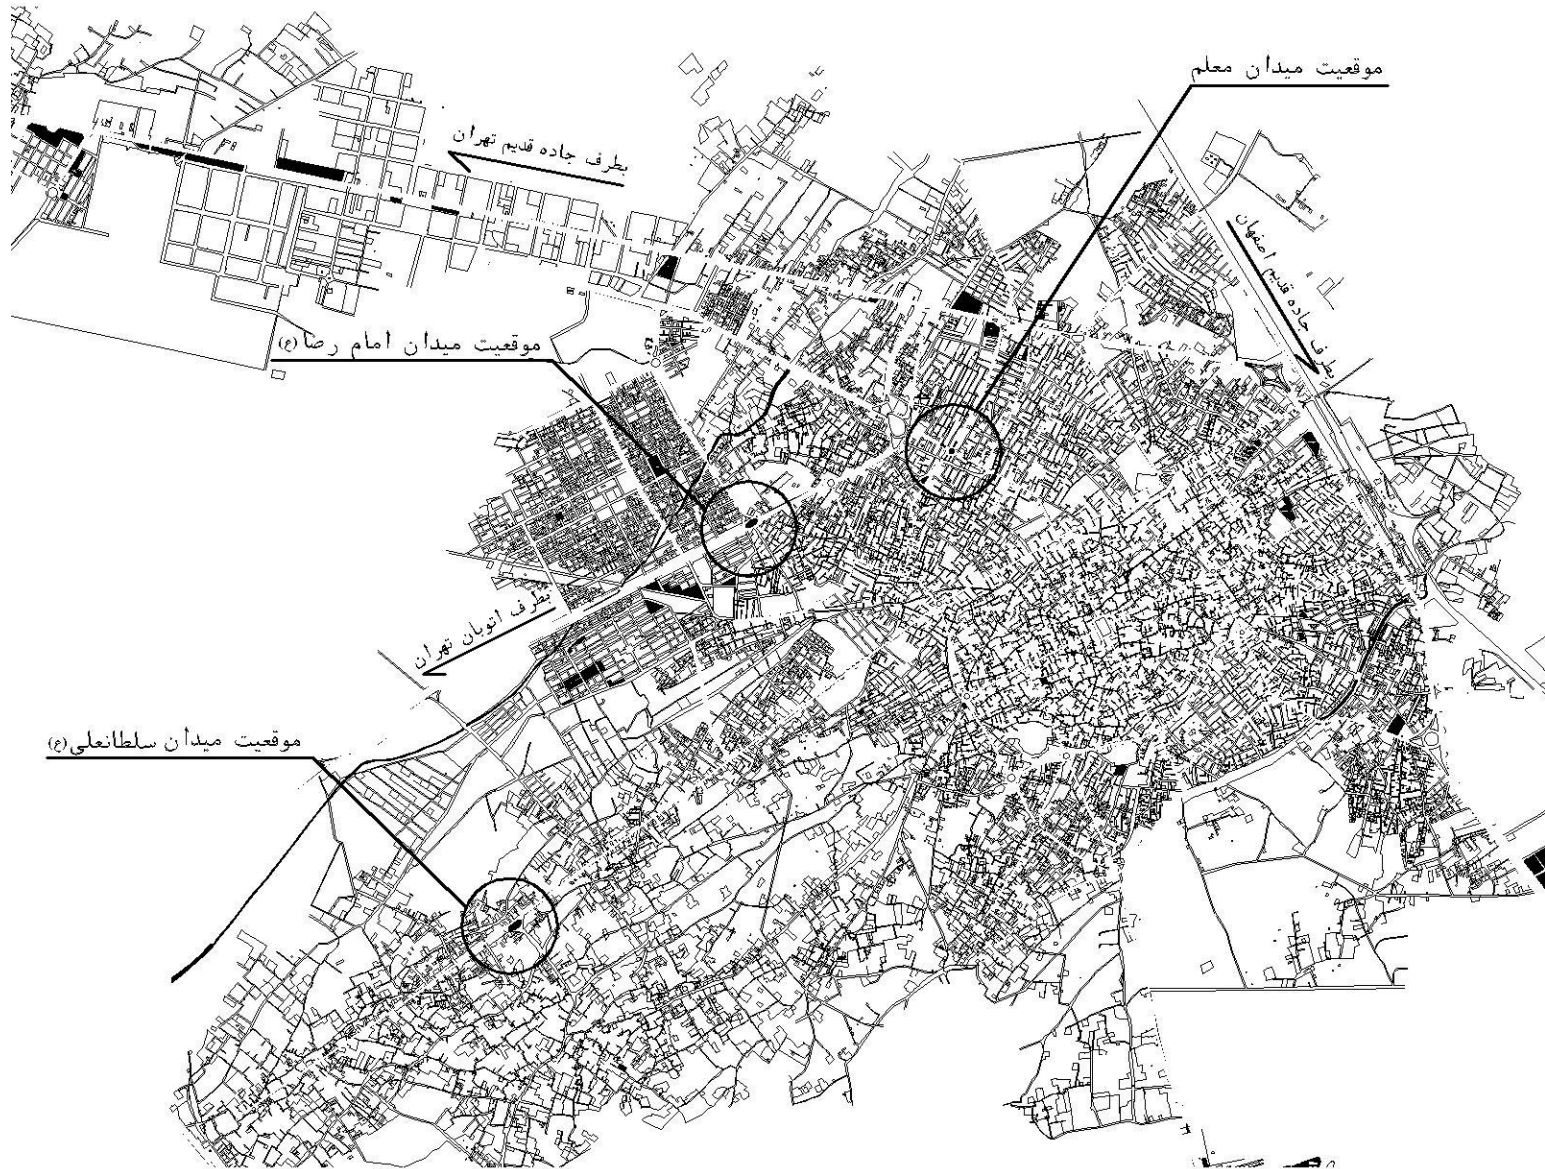 موقعیت میدان معلم
بطرف جاده قدیم تهران
بطرف جاده قدیم اصفهان
موقعیت میدان امام رضا (ع)
بطرف اتوبان تهران
موقعیت میدان سلطانعلی (ع)